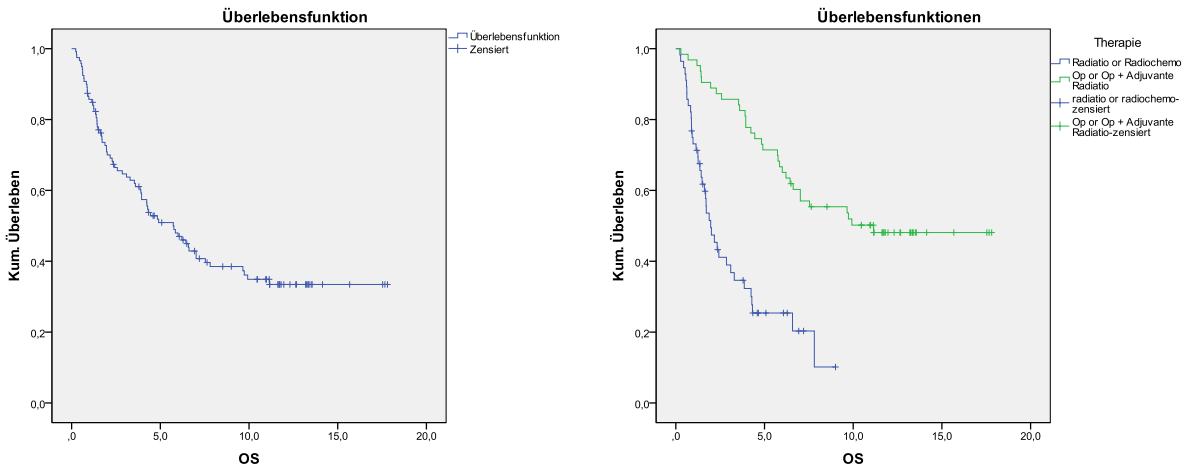 Überlebensfunktion
Überlebensfunktion
Zensiert
1,0
0,8
0,6
0,4
0,2
0,0
Kum. Überleben
,0
5,0
10,0
15,0
20,0
OS
Überlebensfunktionen
Therapie
Radiatio or Radiochemo
Op or Op + Adjuvante
Radiatio
radiatio or radiochemo-
zensiert
Op or Op + Adjuvante
Radiatio-zensiert
1,0
0,8
0,6
0,4
0,2
0,0
Kum. Überleben
,0
5,0
10,0
15,0
20,0
OS